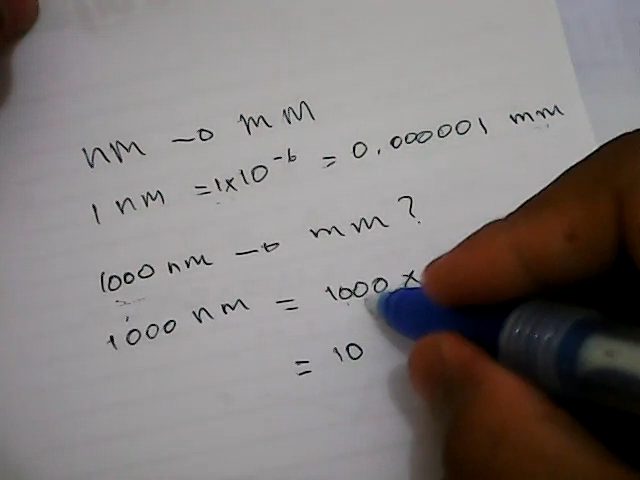 nm → mm
1 nm = 1x10⁻⁶ = 0.000001 mm
1000 nm → mm?
1000 nm = 1000 x
= 10